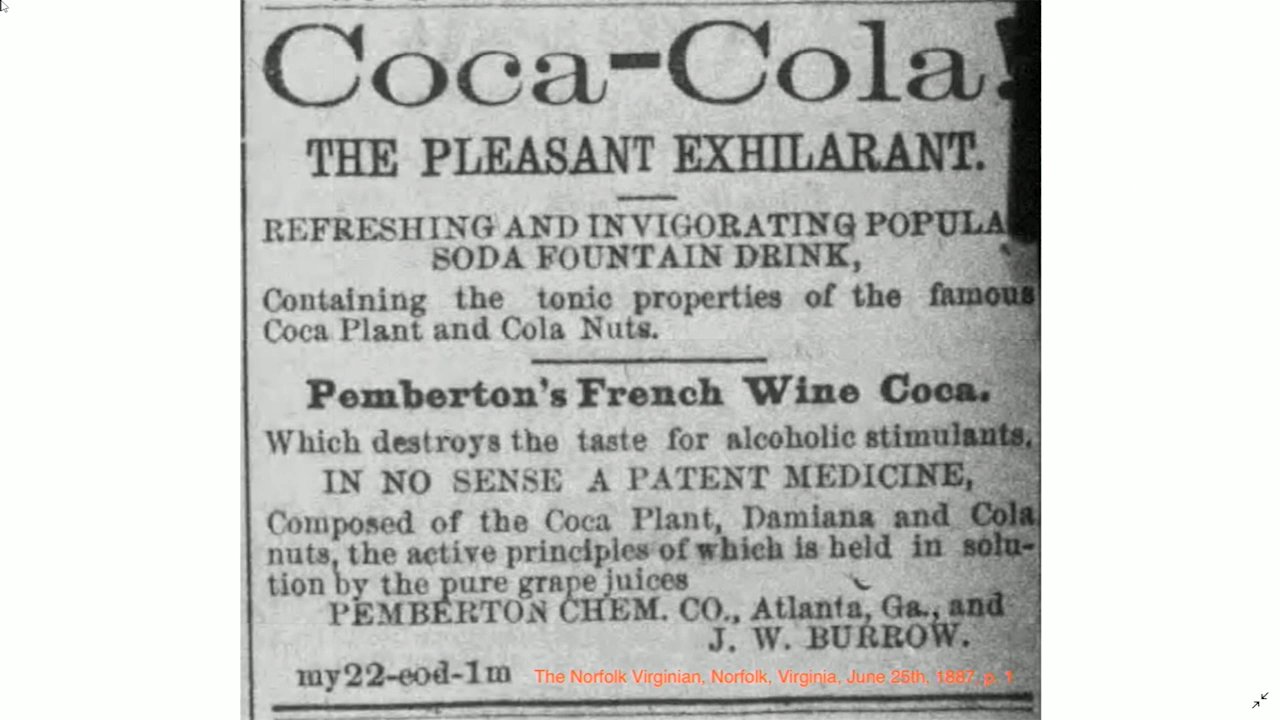 Coca-Cola!
THE PLEASANT EXHILARANT.
REFRESHING AND INVIGORATING POPULA
SODA FOUNTAIN DRINK,
Containing the tonic properties of the famous
Coca Plant and Cola Nuts.
Pemberton's French Wine Coca.
Which destroys the taste for alcoholic stimulants.
IN NO SENSE A PATENT MEDICINE,
Composed of the Coca Plant, Damiana and Cola
nuts, the active principles of which is held in solu-
tion by the pure grape juices
PEMBERTON CHEM. CO., Atlanta, Ga., and
J. W. BURROW.
my22-eod-1m
The Norfolk Virginian, Norfolk, Virginia, June 25th, 1887, p. 1